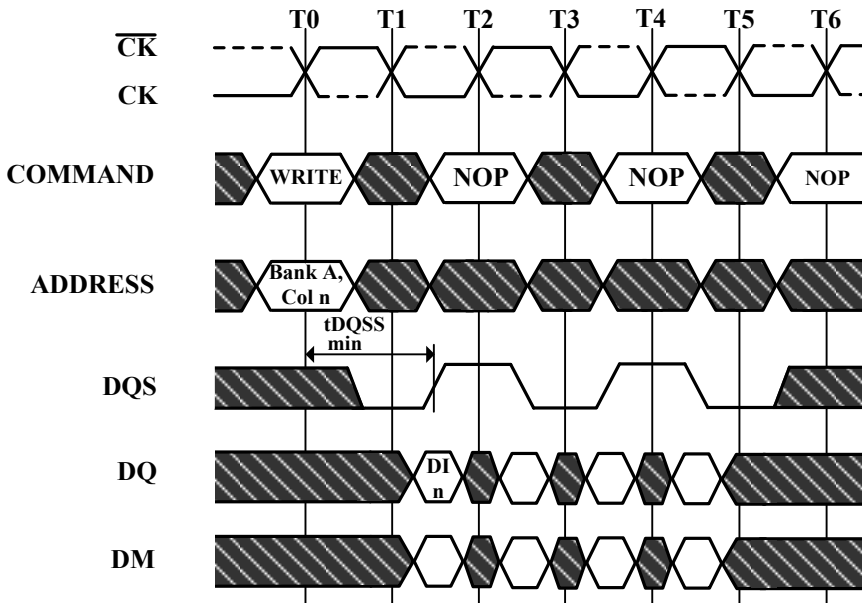 T0 T1 T2 T3 T4 T5 T6
CK
CK
COMMAND
WRITE NOP NOP NOP
ADDRESS
Bank A,
Col n
tDQSS
min
DQS
DQ
DI
n
DM